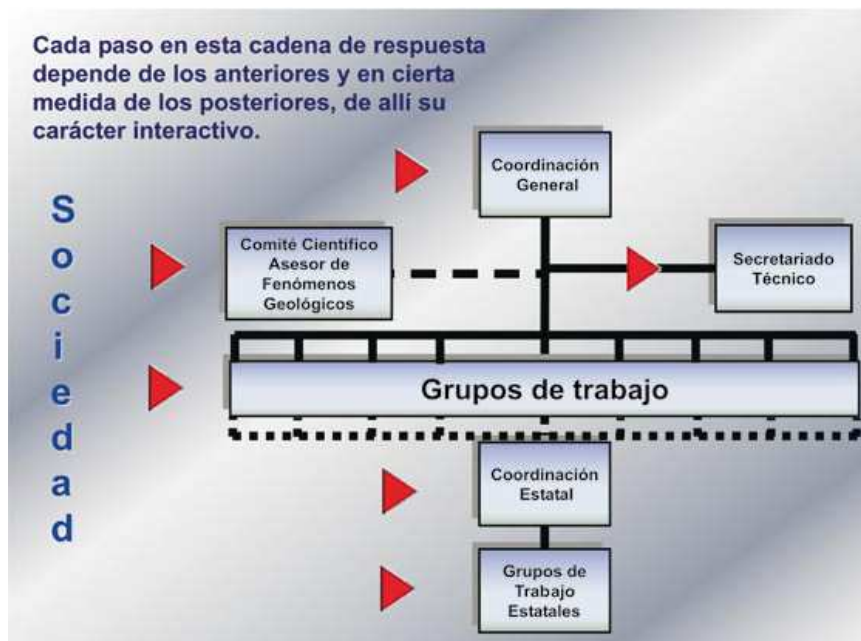 Cada paso en esta cadena de respuesta
depende de los anteriores y en cierta
medida de los posteriores, de allí su
carácter interactivo.
Sociedad
Coordinación
General
Comité Científico
Asesor de
Fenómenos
Geológicos
Secretariado
Técnico
Grupos de trabajo
Coordinación
Estatal
Grupos de
Trabajo
Estatales